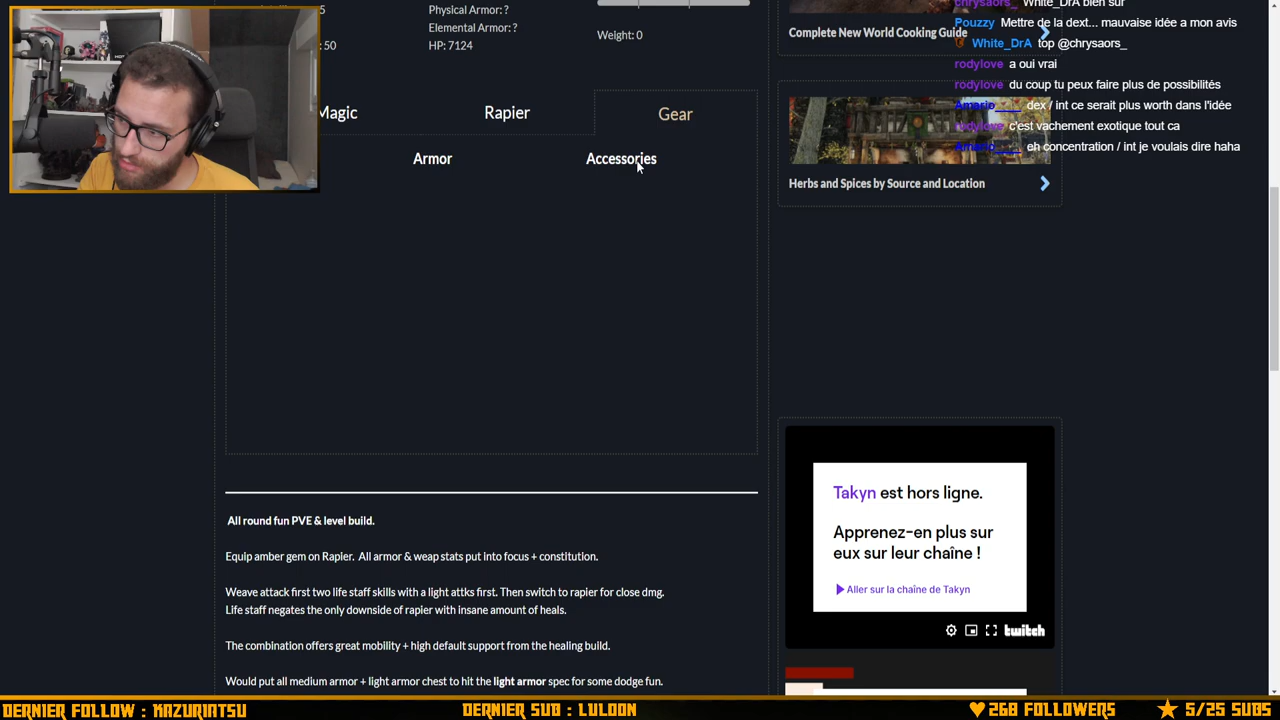 Physical Armor: ?
Elemental Armor: ?
HP: 7124
: 50
Weight: 0
Magic
Rapier
Gear
Armor
Accessories
All round fun PVE & level build.
Equip amber gem on Rapier. All armor & weap stats put into focus + constitution.
Weave attack first two life staff skills with a light attks first. Then switch to rapier for close dmg.
Life staff negates the only downside of rapier with insane amount of heals.
The combination offers great mobility + high default support from the healing build.
Would put all medium armor + light armor chest to hit the light armor spec for some dodge fun.
Complete New World Cooking Guide
Herbs and Spices by Source and Location
chrysaors_ White_DrA bien sur
Pouzzy Mettre de la dext... mauvaise idée a mon avis
White_DrA top @chrysaors_
rodylove a oui vrai
rodylove du coup tu peux faire plus de possibilités
dex / int ce serait plus worth dans l'idée
rodylove c'est vachement exotique tout ca
eh concentration / int je voulais dire haha
Takyn est hors ligne.
Apprenez-en plus sur
eux sur leur chaîne !
Aller sur la chaîne de Takyn
twitch
DERNIER FOLLOW : KAZURIATSU
DERNIER SUB : LULOON
268 FOLLOWERS
5/25 SUBS